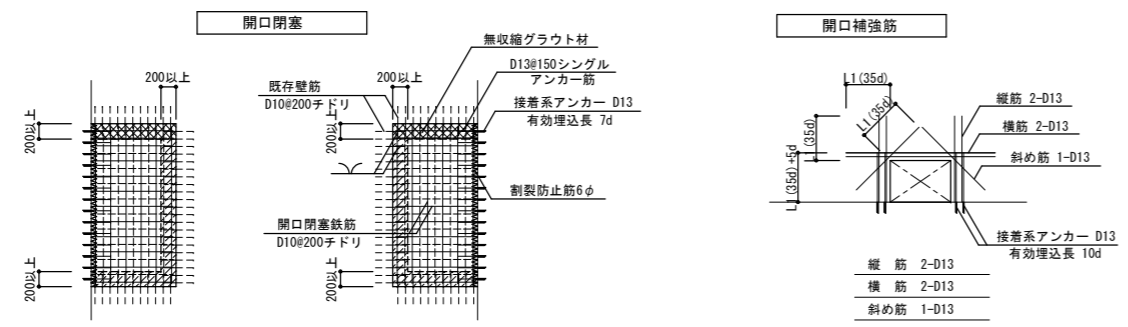 開口閉塞
200以上
200以上
200以上
既存壁筋
D10@200チドリ
200以上
無収縮グラウト材
D13@150シングル
アンカー筋
接着系アンカー D13
有効埋込長 7d
200以上
割裂防止筋6φ
開口閉塞鉄筋
D10@200チドリ
200以上
開口補強筋
L1(35d)
L1(35d)
(35d)
L1(35d)+5d
縦筋 2-D13
横筋 2-D13
斜め筋 1-D13
接着系アンカー D13
有効埋込長 10d
縦 筋 2-D13
横 筋 2-D13
斜め筋 1-D13